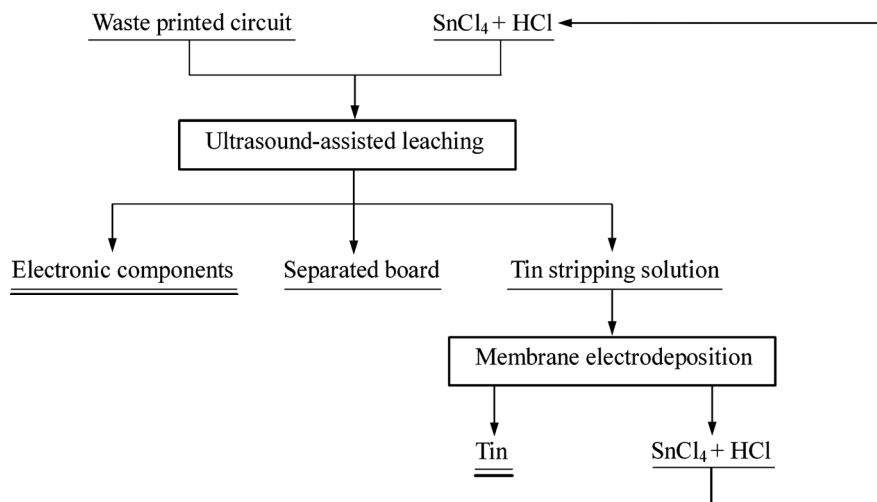 Waste printed circuit
SnCl₄ + HCl
Ultrasound-assisted leaching
Electronic components
Separated board
Tin stripping solution
Membrane electrodeposition
Tin
SnCl₄ + HCl